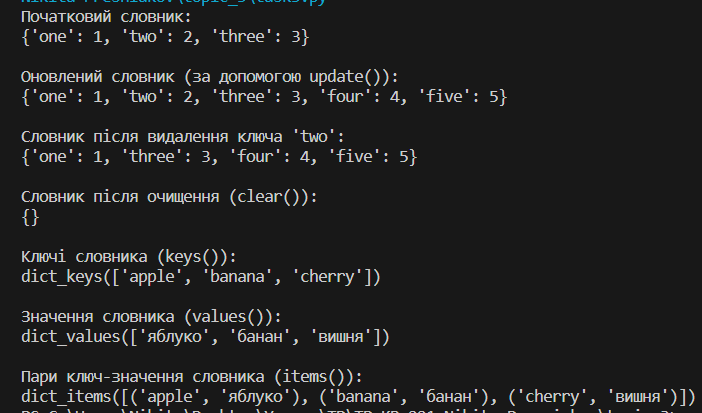 Початковий словник:
{'one': 1, 'two': 2, 'three': 3}
Оновлений словник (за допомогою update()):
{'one': 1, 'two': 2, 'three': 3, 'four': 4, 'five': 5}
Словник після видалення ключа 'two':
{'one': 1, 'three': 3, 'four': 4, 'five': 5}
Словник після очищення (clear()):
{}
Ключі словника (keys()):
dict_keys(['apple', 'banana', 'cherry'])
Значення словника (values()):
dict_values(['яблуко', 'банан', 'вишня'])
Пари ключ-значення словника (items()):
dict_items([('apple', 'яблуко'), ('banana', 'банан'), ('cherry', 'вишня')])